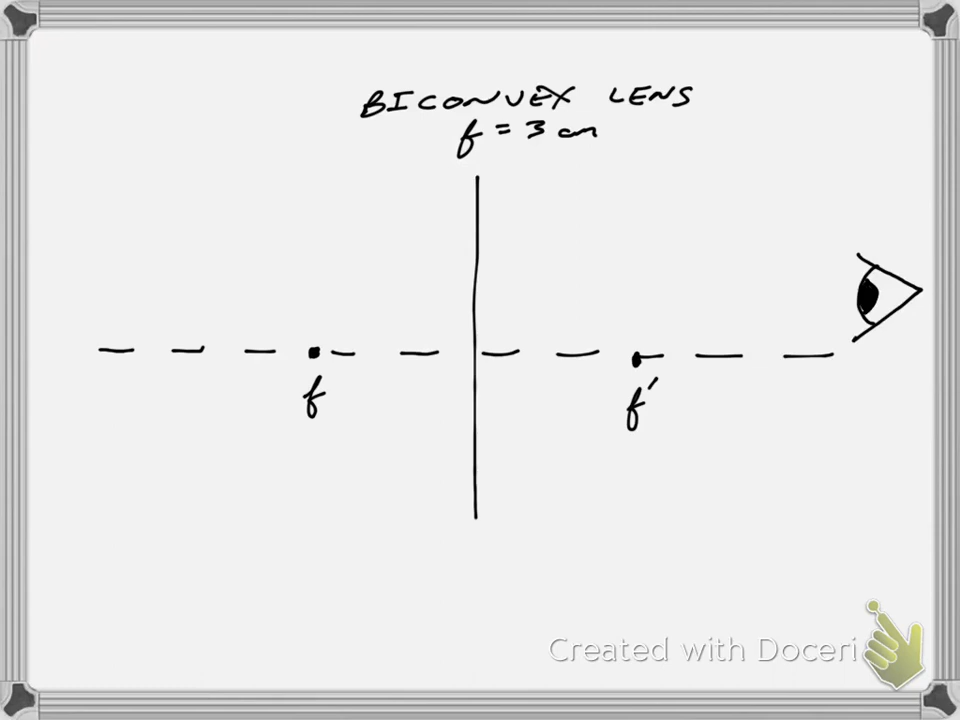 BICONVEX LENS
f = 3 cm
f
f'
Created with Doceri